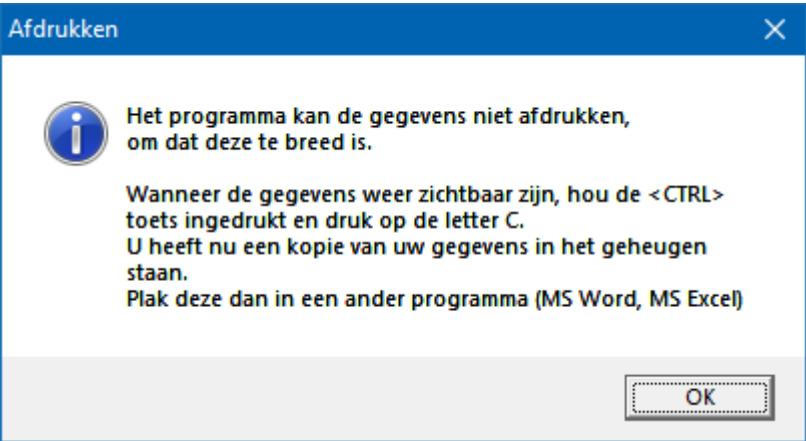 Afdrukken
Het programma kan de gegevens niet afdrukken,
om dat deze te breed is.
Wanneer de gegevens weer zichtbaar zijn, hou de <CTRL>
toets ingedrukt en druk op de letter C.
U heeft nu een kopie van uw gegevens in het geheugen
staan.
Plak deze dan in een ander programma (MS Word, MS Excel)
OK